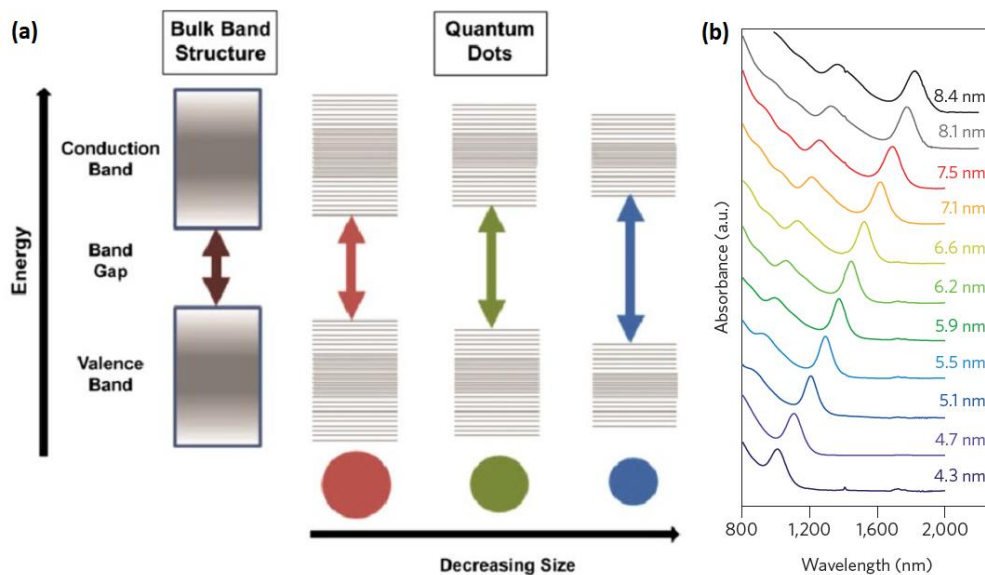 (a)
Bulk Band
Structure
Quantum
Dots
Energy
Conduction
Band
Band
Gap
Valence
Band
Decreasing Size
(b)
Absorbance (a.u.)
8.4 nm
8.1 nm
7.5 nm
7.1 nm
6.6 nm
6.2 nm
5.9 nm
5.5 nm
5.1 nm
4.7 nm
4.3 nm
800 1,200 1,600 2,000
Wavelength (nm)